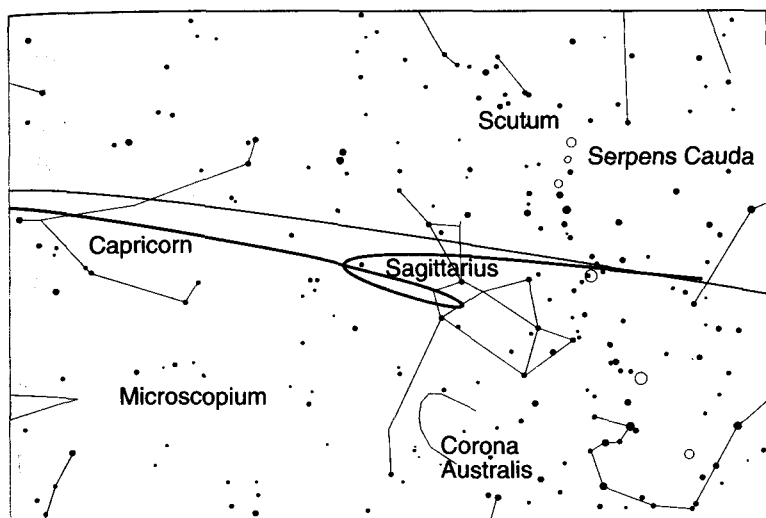 Scutum
Serpens Cauda
Capricorn
Sagittarius
Microscopium
Corona
Australis